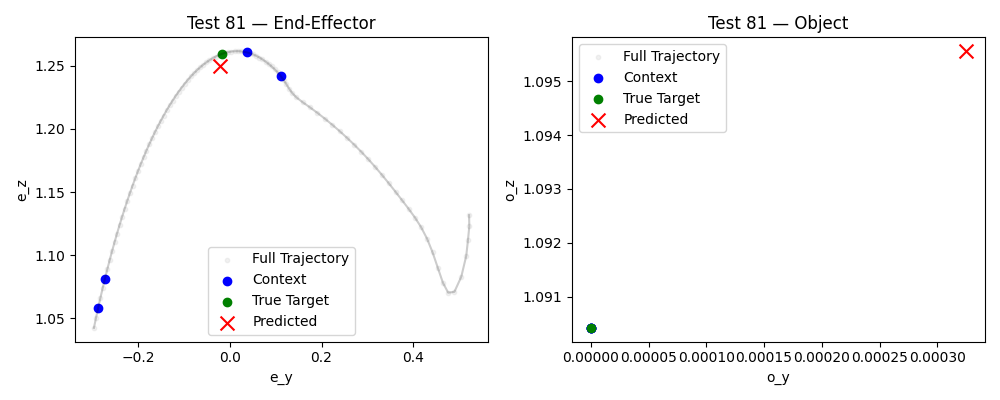 Test 81 — End-Effector
e_z
1.25
1.20
1.15
1.10
1.05
Full Trajectory
Context
True Target
Predicted
−0.2
0.0
0.2
0.4
e_y
Test 81 — Object
o_z
1.095
1.094
1.093
1.092
1.091
Full Trajectory
Context
True Target
Predicted
0.00000
0.00005
0.00010
0.00015
0.00020
0.00025
0.00030
o_y